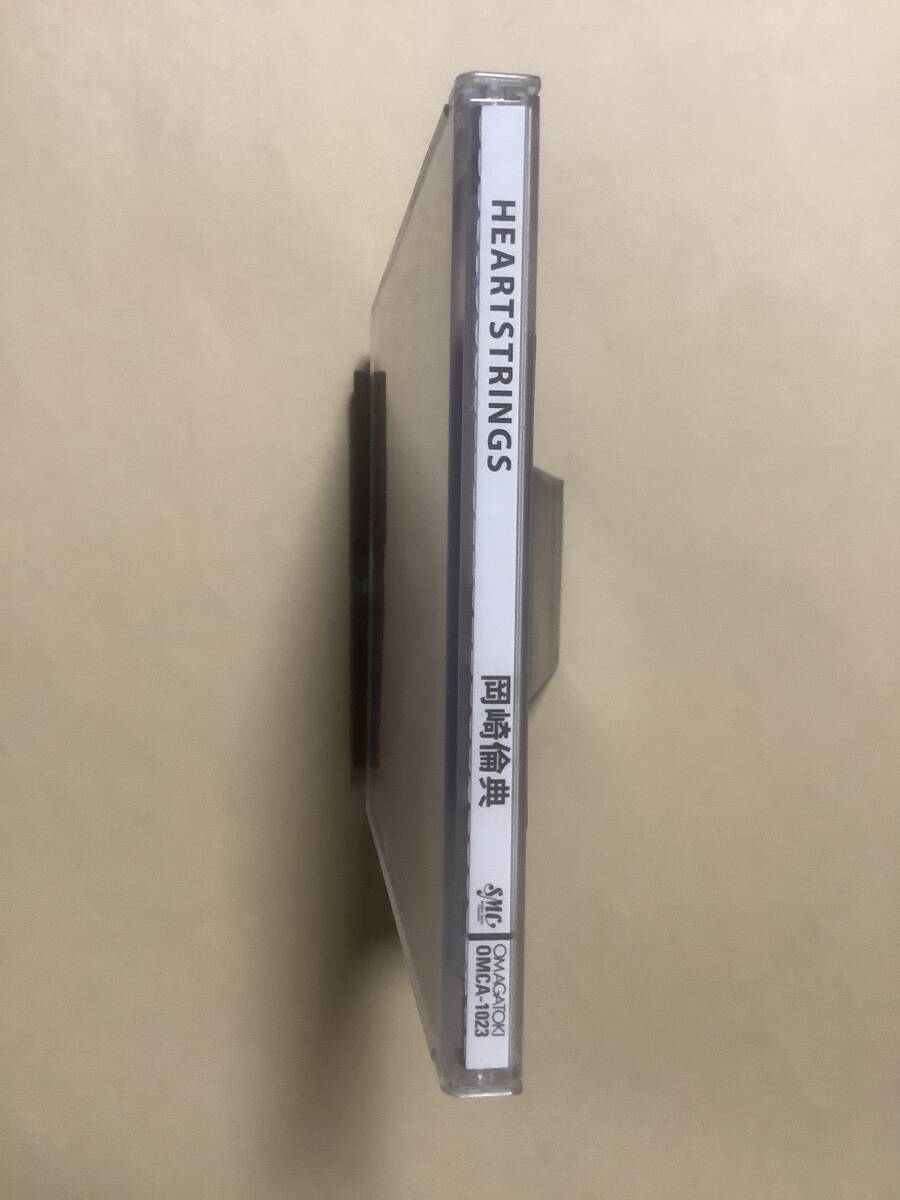 HEARTSTRINGS
岡崎倫典
SMC
OMAGATOKI
OMCA-1023